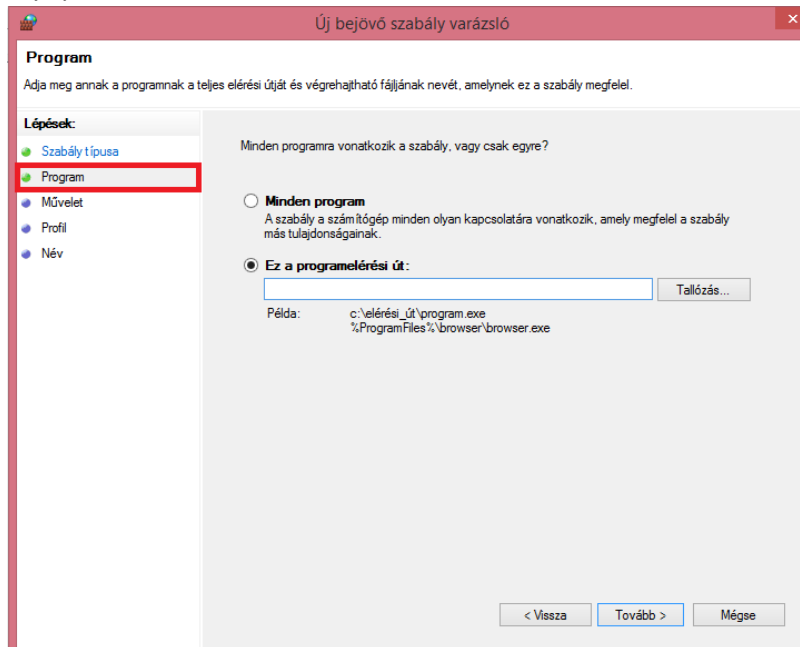 Új bejövő szabály varázsló
Program
Adja meg annak a programnak a teljes elérési útját és végrehajtható fájljának nevét, amelynek ez a szabály megfelel.
Lépések:
Szabály típusa
Program
Művelet
Profil
Név
Minden programra vonatkozik a szabály, vagy csak egyre?
Minden program
A szabály a számítógép minden olyan kapcsolatára vonatkozik, amely megfelel a szabály
más tulajdonságainak.
Ez a programelérési út:
Tallózás...
Példa: c:\elérési_út\program.exe
%ProgramFiles%\browser\browser.exe
< Vissza Tovább > Mégse